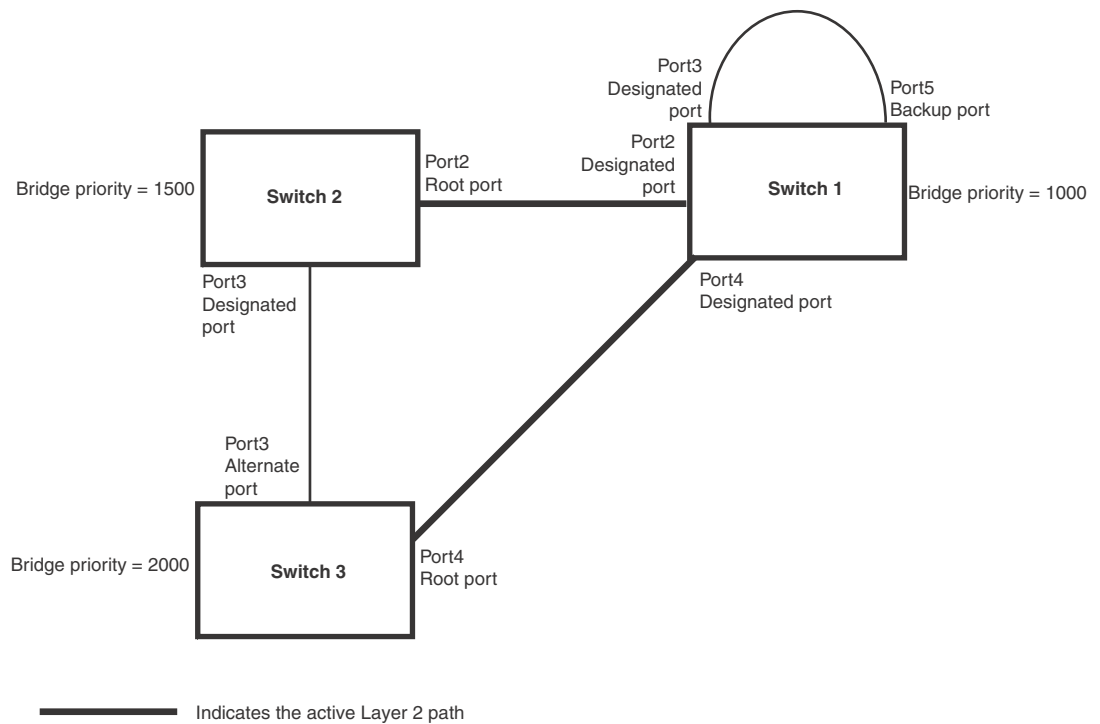 Port3
Designated
port
Port5
Backup port
Port2
Designated
port
Port2
Root port
Bridge priority = 1500
Switch 2
Switch 1
Bridge priority = 1000
Port3
Designated
port
Port4
Designated port
Port3
Alternate
port
Bridge priority = 2000
Switch 3
Port4
Root port
Indicates the active Layer 2 path